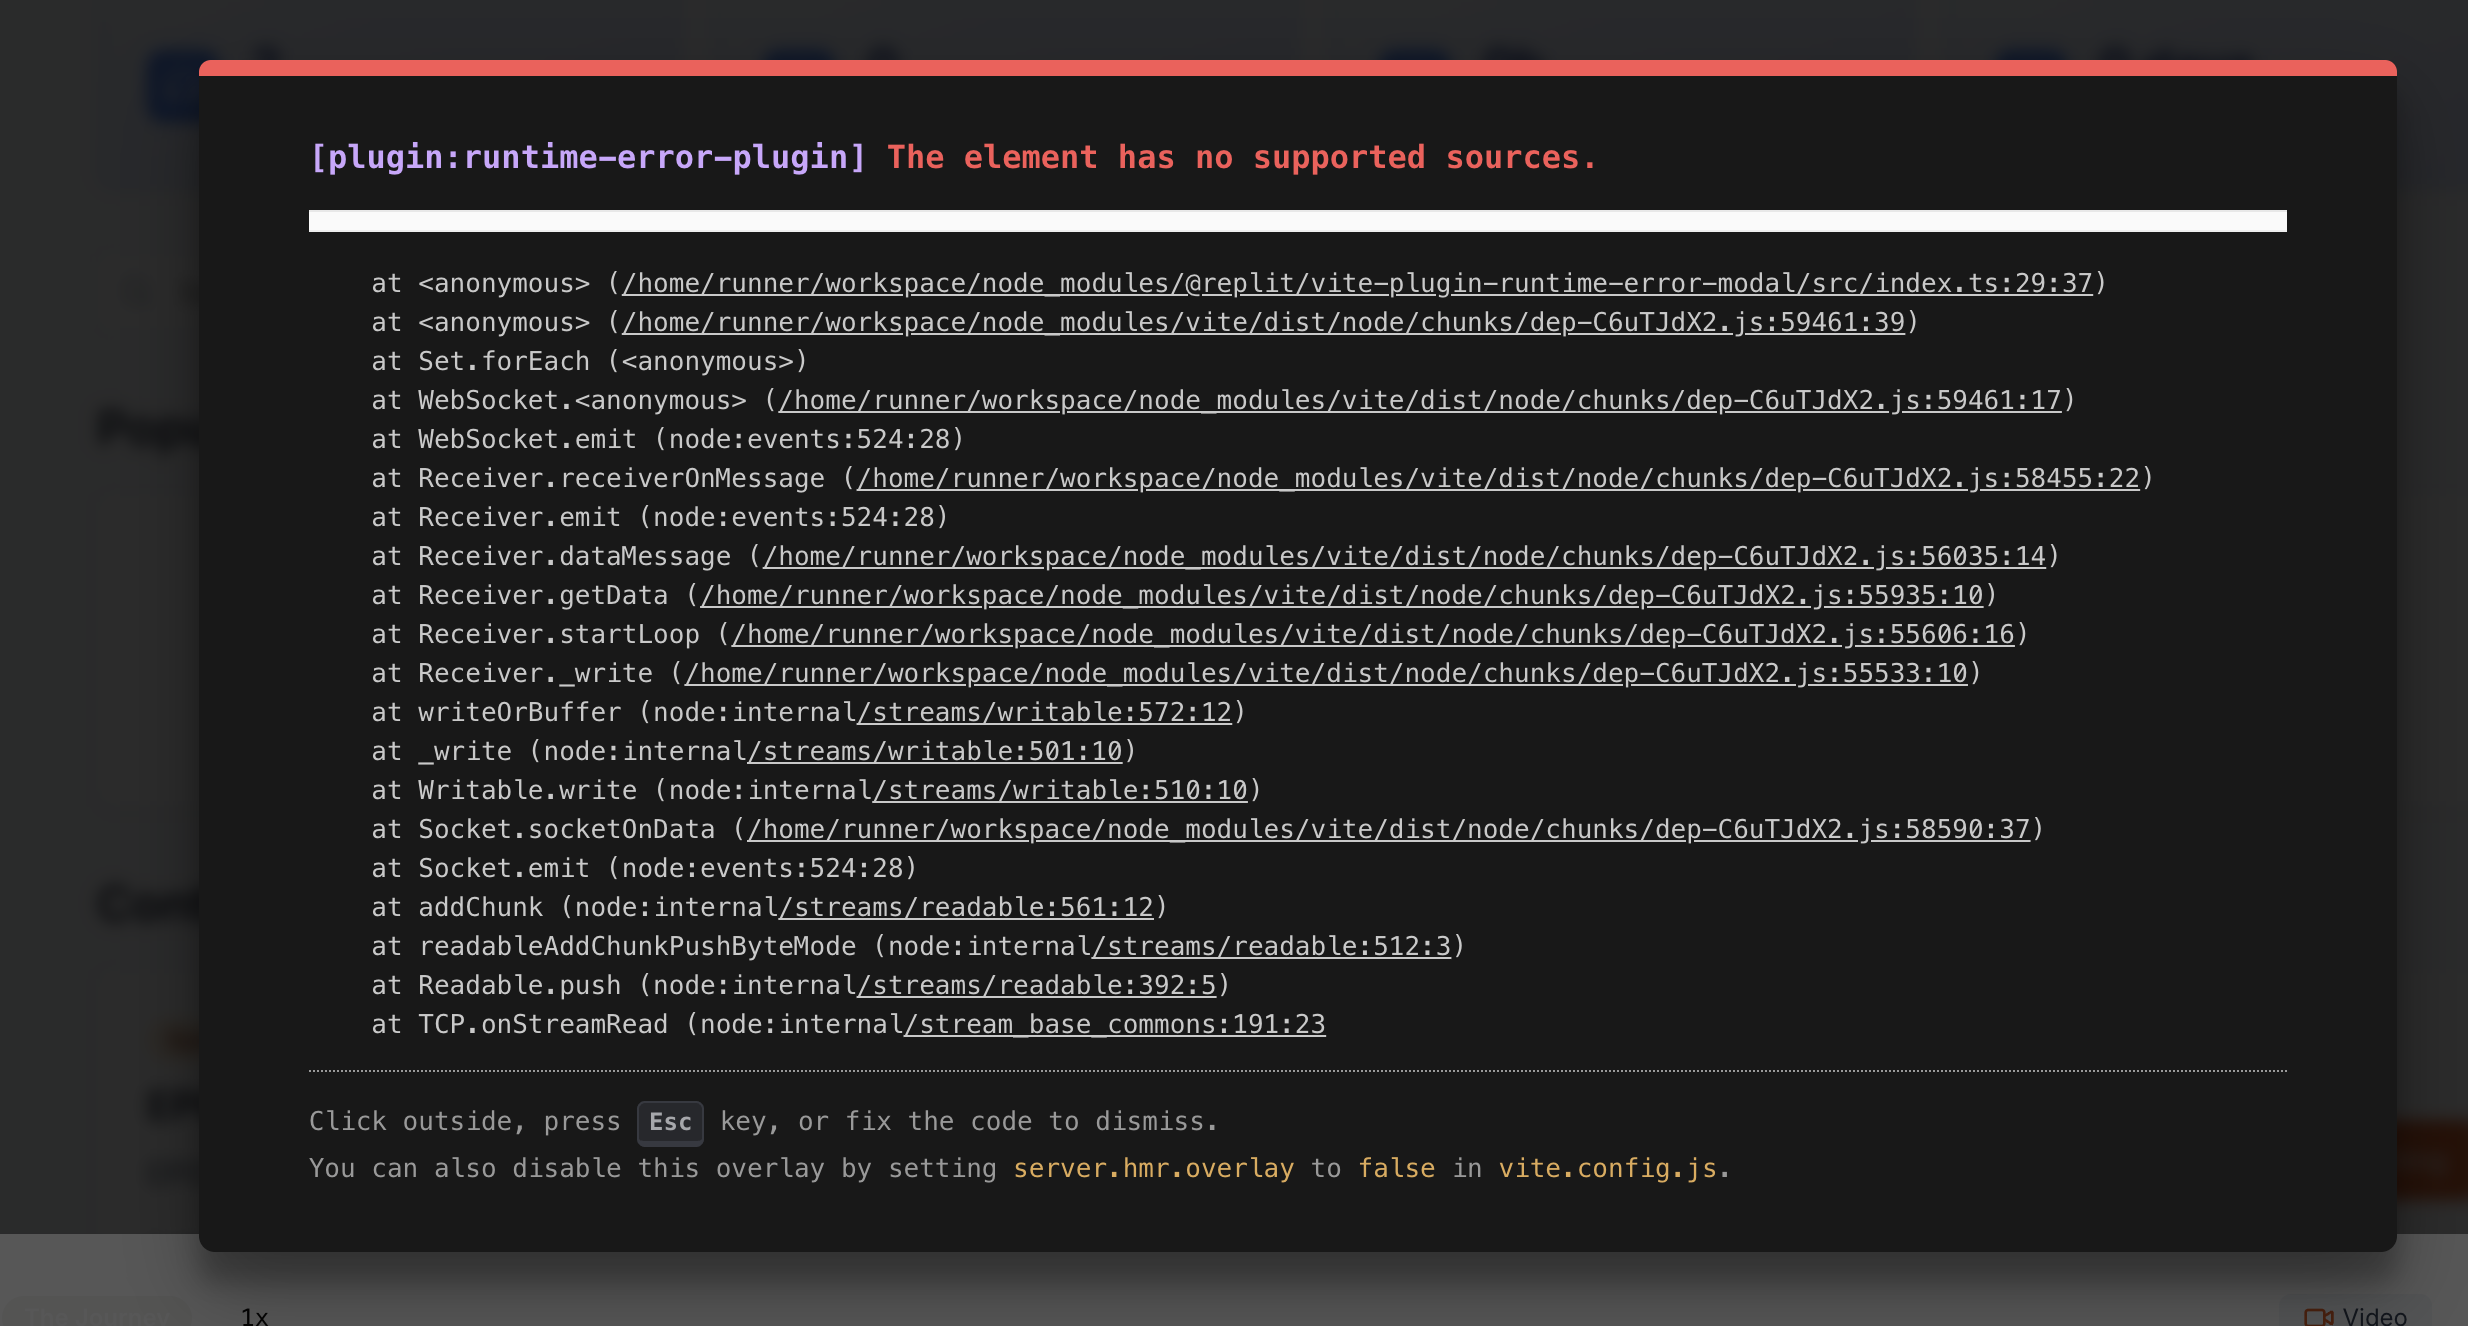 [plugin:runtime-error-plugin] The element has no supported sources.
at <anonymous> (/home/runner/workspace/node_modules/@replit/vite-plugin-runtime-error-modal/src/index.ts:29:37)
at <anonymous> (/home/runner/workspace/node_modules/vite/dist/node/chunks/dep-C6uTJdX2.js:59461:39)
at Set.forEach (<anonymous>)
at WebSocket.<anonymous> (/home/runner/workspace/node_modules/vite/dist/node/chunks/dep-C6uTJdX2.js:59461:17)
at WebSocket.emit (node:events:524:28)
at Receiver.receiverOnMessage (/home/runner/workspace/node_modules/vite/dist/node/chunks/dep-C6uTJdX2.js:58455:22)
at Receiver.emit (node:events:524:28)
at Receiver.dataMessage (/home/runner/workspace/node_modules/vite/dist/node/chunks/dep-C6uTJdX2.js:56035:14)
at Receiver.getData (/home/runner/workspace/node_modules/vite/dist/node/chunks/dep-C6uTJdX2.js:55935:10)
at Receiver.startLoop (/home/runner/workspace/node_modules/vite/dist/node/chunks/dep-C6uTJdX2.js:55606:16)
at Receiver._write (/home/runner/workspace/node_modules/vite/dist/node/chunks/dep-C6uTJdX2.js:55533:10)
at writeOrBuffer (node:internal/streams/writable:572:12)
at _write (node:internal/streams/writable:501:10)
at Writable.write (node:internal/streams/writable:510:10)
at Socket.socketOnData (/home/runner/workspace/node_modules/vite/dist/node/chunks/dep-C6uTJdX2.js:58590:37)
at Socket.emit (node:events:524:28)
at addChunk (node:internal/streams/readable:561:12)
at readableAddChunkPushByteMode (node:internal/streams/readable:512:3)
at Readable.push (node:internal/streams/readable:392:5)
at TCP.onStreamRead (node:internal/stream_base_commons:191:23
Click outside, press Esc key, or fix the code to dismiss.
You can also disable this overlay by setting server.hmr.overlay to false in vite.config.js.
The Journey 1x Video